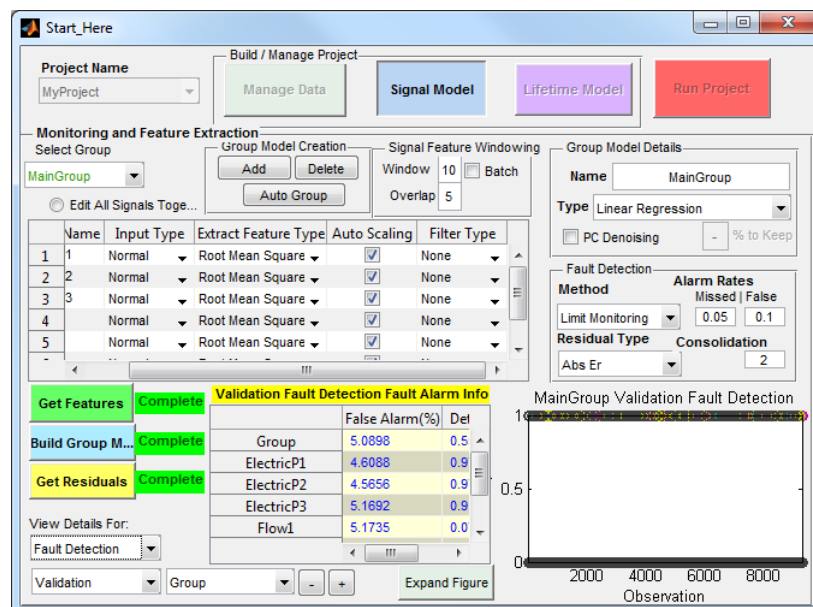 Start_Here
Build / Manage Project
Project Name
MyProject
Manage Data
Signal Model
Lifetime Model
Run Project
Monitoring and Feature Extraction
Select Group
MainGroup
Edit All Signals Toge...
Group Model Creation
Add
Delete
Auto Group
Signal Feature Windowing
Window 10 Batch
Overlap 5
Group Model Details
Name MainGroup
Type Linear Regression
PC Denoising - % to Keep
Name Input Type Extract Feature Type Auto Scaling Filter Type
1 1 Normal Root Mean Square None
2 2 Normal Root Mean Square None
3 3 Normal Root Mean Square None
4 Normal Root Mean Square None
5 Normal Root Mean Square None
Fault Detection
Method
Alarm Rates
Missed | False
Limit Monitoring 0.05 0.1
Residual Type
Consolidation
Abs Er 2
Get Features Complete
Build Group M... Complete
Get Residuals Complete
View Details For:
Fault Detection
Validation Group - +
Validation Fault Detection Fault Alarm Info
False Alarm(%) Det
Group 5.0898 0.5
ElectricP1 4.6088 0.9
ElectricP2 4.5656 0.9
ElectricP3 5.1692 0.9
Flow1 5.1735 0.0
Expand Figure
MainGroup Validation Fault Detection
1
0.5
0
2000 4000 6000 8000
Observation